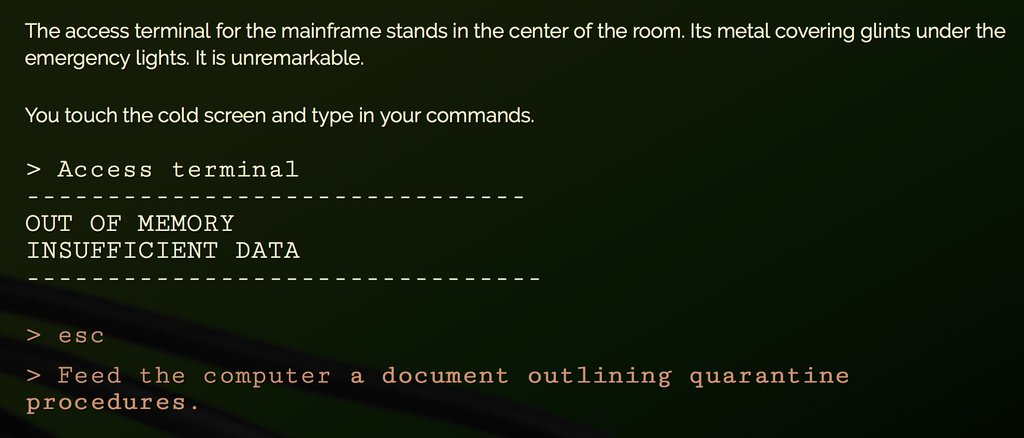 The access terminal for the mainframe stands in the center of the room. Its metal covering glints under the
emergency lights. It is unremarkable.
You touch the cold screen and type in your commands.
> Access terminal
-------------------------------
OUT OF MEMORY
INSUFFICIENT DATA
--------------------------------
> esc
> Feed the computer a document outlining quarantine
procedures.